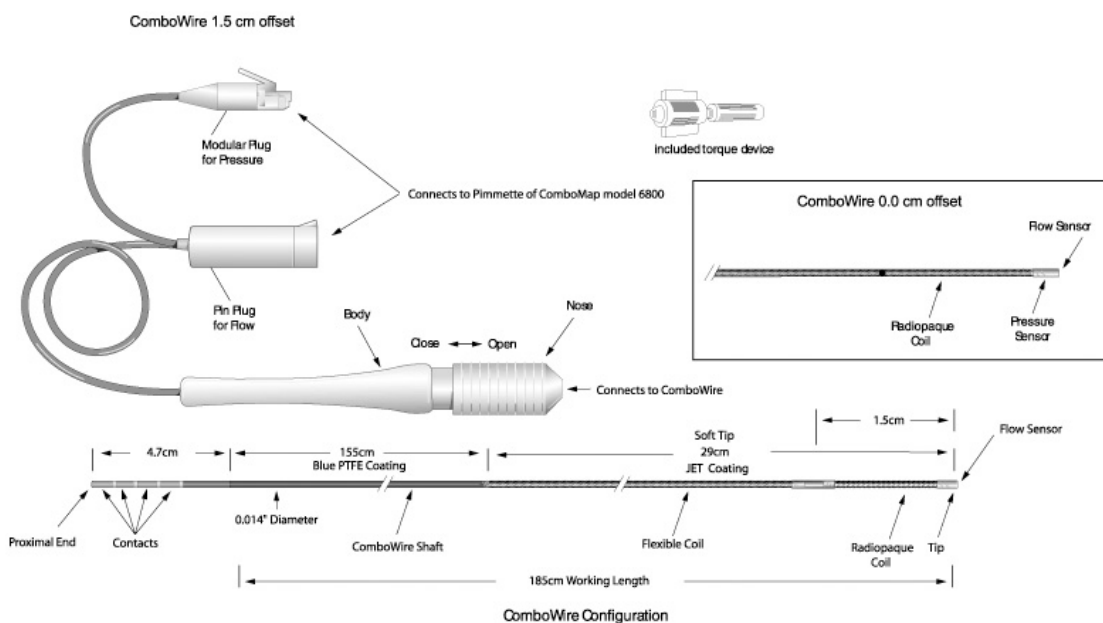 ComboWire 1.5 cm offset
Modular Plug
for Pressure
included torque device
Connects to Pimmette of ComboMap model 6800
ComboWire 0.0 cm offset
Flow Sensor
Radiopaque
Coil
Pressure
Sensor
Pin Plug
for Flow
Body
Nose
Close
Open
Connects to ComboWire
4.7cm
155cm
Blue PTFE Coating
Soft Tip
29cm
JET Coating
1.5cm
Flow Sensor
Proximal End
Contacts
0.014" Diameter
ComboWire Shaft
Flexible Coil
Radiopaque
Coil
Tip
185cm Working Length
ComboWire Configuration